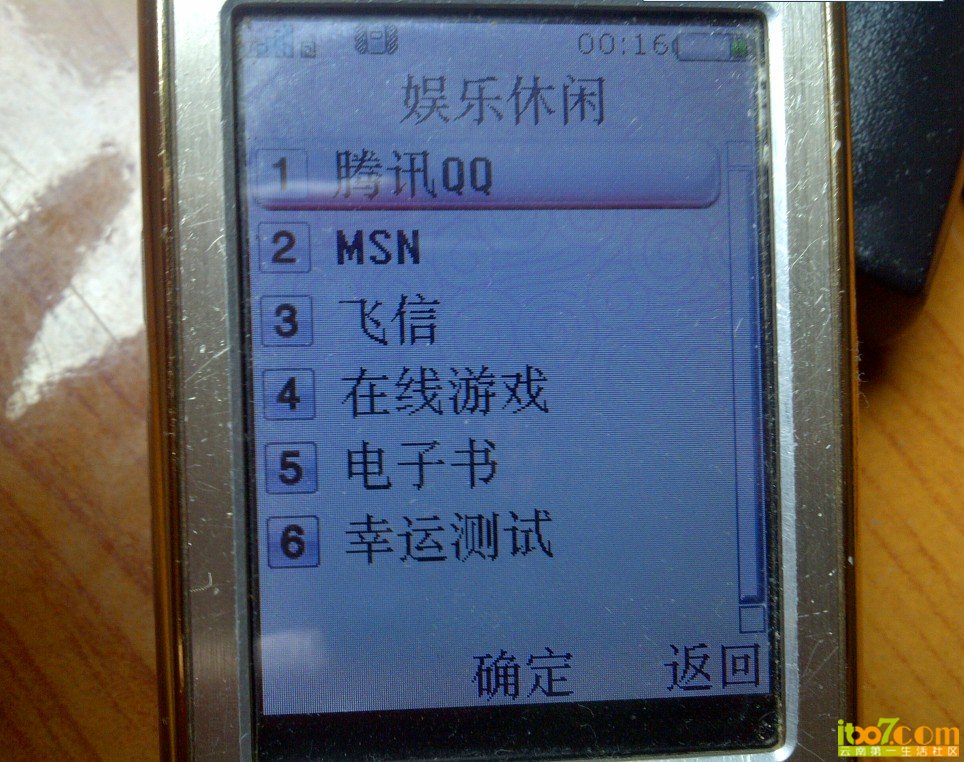 00:16
娱乐休闲
1 腾讯QQ
2 MSN
3 飞信
4 在线游戏
5 电子书
6 幸运测试
确定 返回
itoo7.com
云南第一生活社区